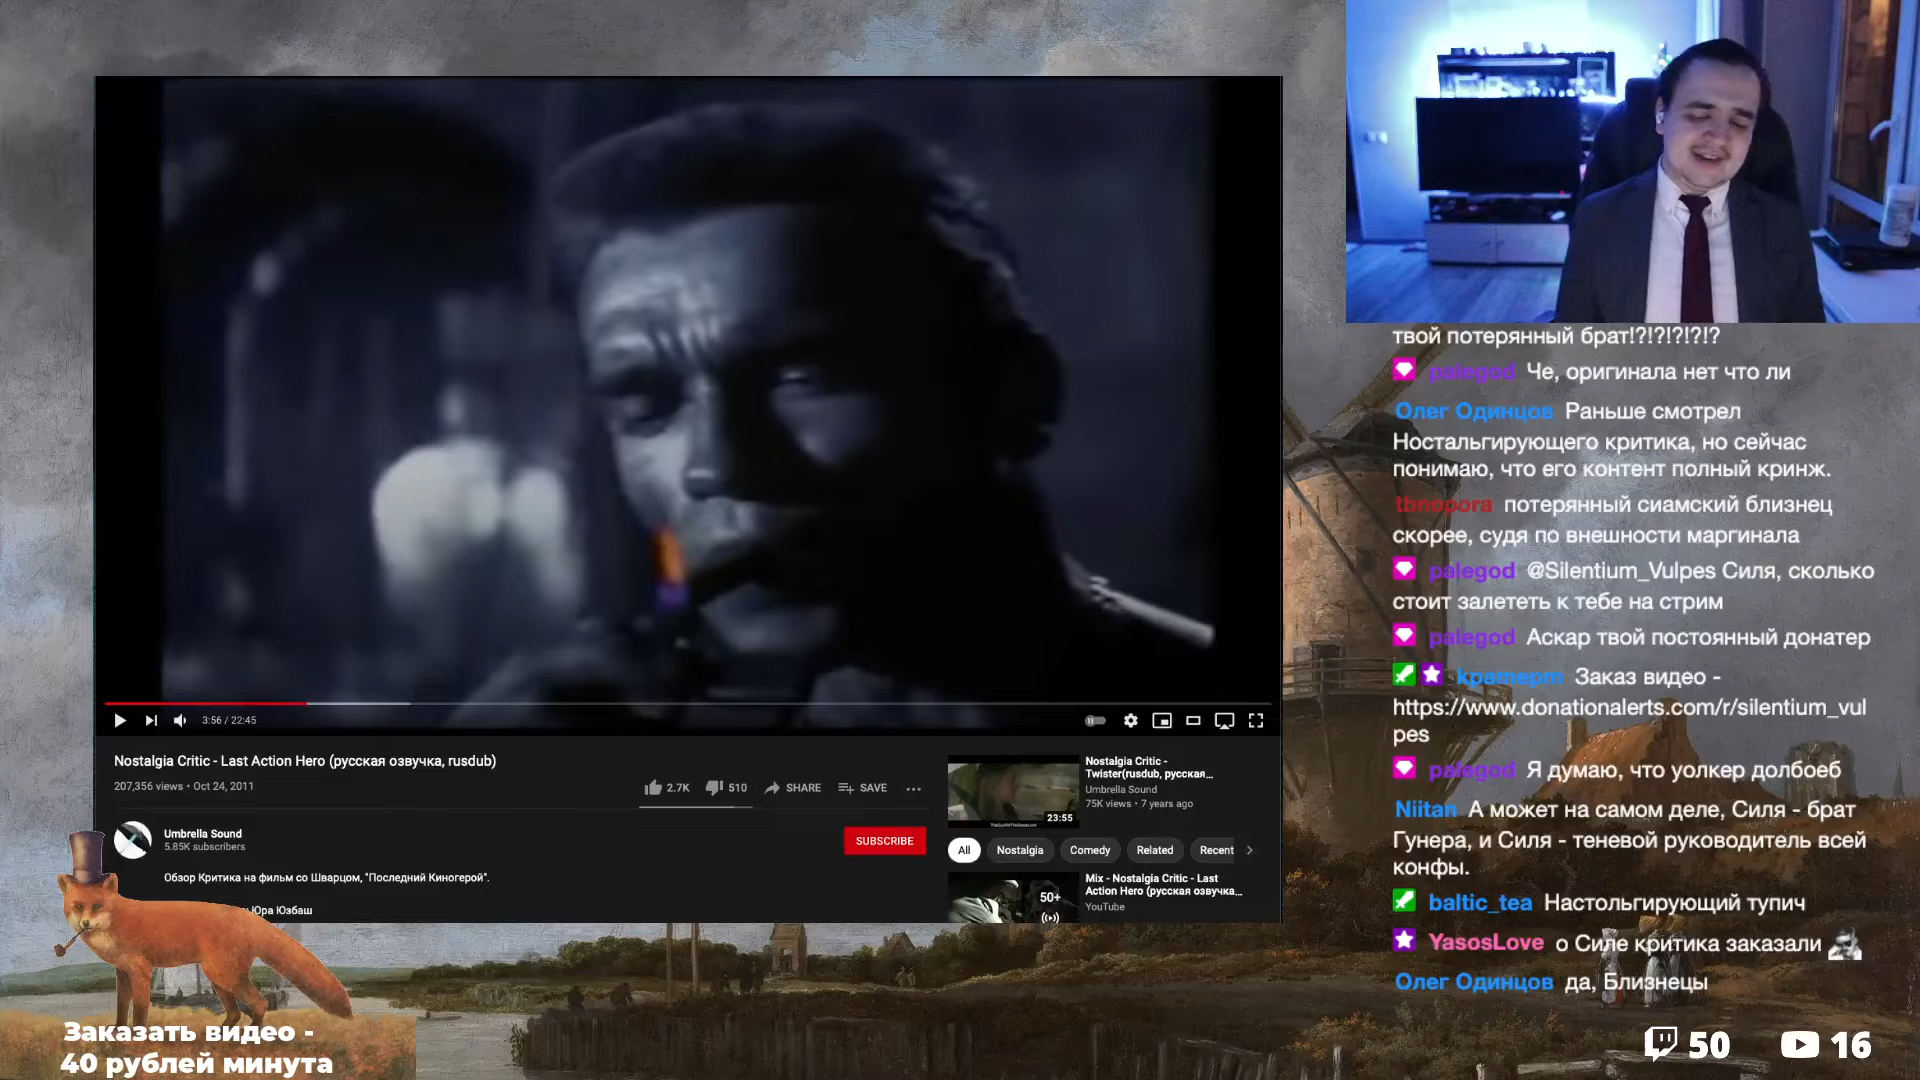 3:56 / 22:45
Nostalgia Critic - Last Action Hero (русская озвучка, rusdub)
207,356 views • Oct 24, 2011
2.7K
510
SHARE
SAVE
Umbrella Sound
5.85K subscribers
SUBSCRIBE
Обзор Критика на фильм со Шварцом, "Последний Киногерой".
Юра Юзбаш
Nostalgia Critic -
Twister(rusdub, русская...
Umbrella Sound
75K views • 7 years ago
23:55
All
Nostalgia
Comedy
Related
Recent
50+
Mix - Nostalgia Critic - Last
Action Hero (русская озвучка...
YouTube
Заказать видео -
40 рублей минута
твой потерянный брат!?!?!?!?!?
palegod Че, оригинала нет что ли
Олег Одинцов Раньше смотрел
Ностальгирующего критика, но сейчас
понимаю, что его контент полный кринж.
tbnopora потерянный сиамский близнец
скорее, судя по внешности маргинала
palegod @Silentium_Vulpes Силя, сколько
стоит залететь к тебе на стрим
palegod Аскар твой постоянный донатер
Заказ видео -
https://www.donationalerts.com/r/silentium_vul
pes
palegod Я думаю, что уолкер долбоеб
Niitan А может на самом деле, Силя - брат
Гунера, и Силя - теневой руководитель всей
конфы.
baltic_tea Настольгирующий тупич
YasosLove о Силе критика заказали
Олег Одинцов да, Близнецы
50
16